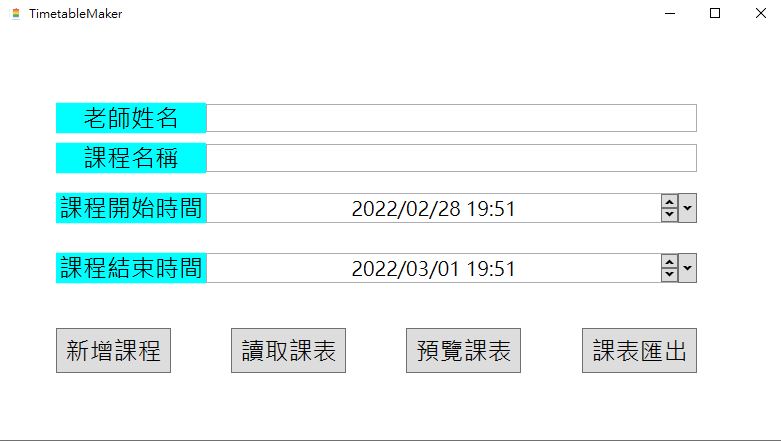 TimetableMaker
老師姓名
課程名稱
課程開始時間 2022/02/28 19:51
課程結束時間 2022/03/01 19:51
新增課程 讀取課表 預覽課表 課表匯出